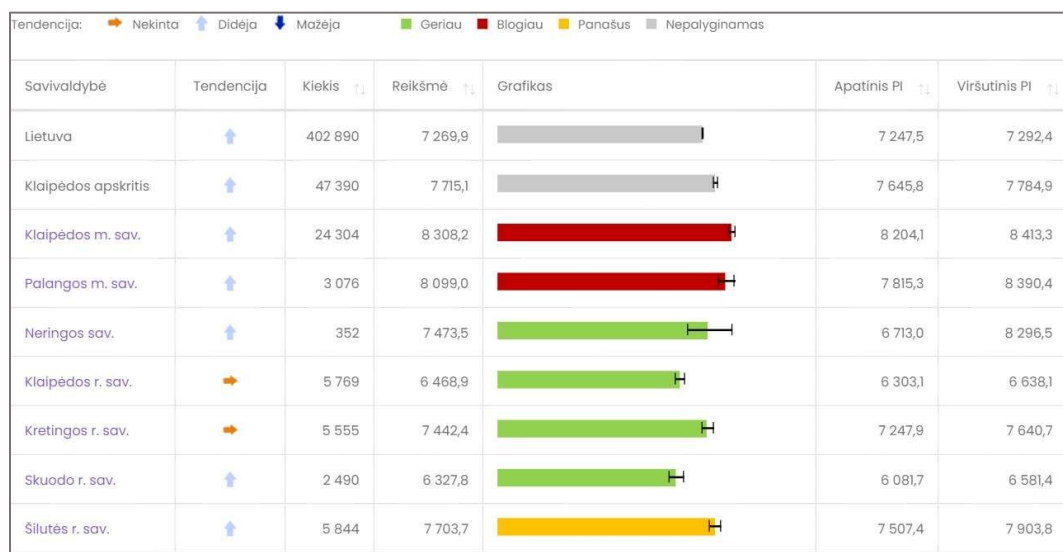 Tendencija: Nekinta Didėja Mažėja Geriau Blogiau Panašus Nepalyginamas
Savivaldybė Tendencija Kiekis Reikšmė Grafikas Apatinis PI Viršutinis PI
Lietuva 402 890 7 269,9 7 247,5 7 292,4
Klaipėdos apskritis 47 390 7 715,1 7 645,8 7 784,9
Klaipėdos m. sav. 24 304 8 308,2 8 204,1 8 413,3
Palangos m. sav. 3 076 8 099,0 7 815,3 8 390,4
Neringos sav. 352 7 473,5 6 713,0 8 296,5
Klaipėdos r. sav. 5 769 6 468,9 6 303,1 6 638,1
Kretingos r. sav. 5 555 7 442,4 7 247,9 7 640,7
Skuodo r. sav. 2 490 6 327,8 6 081,7 6 581,4
Šilutės r. sav. 5 844 7 703,7 7 507,4 7 903,8